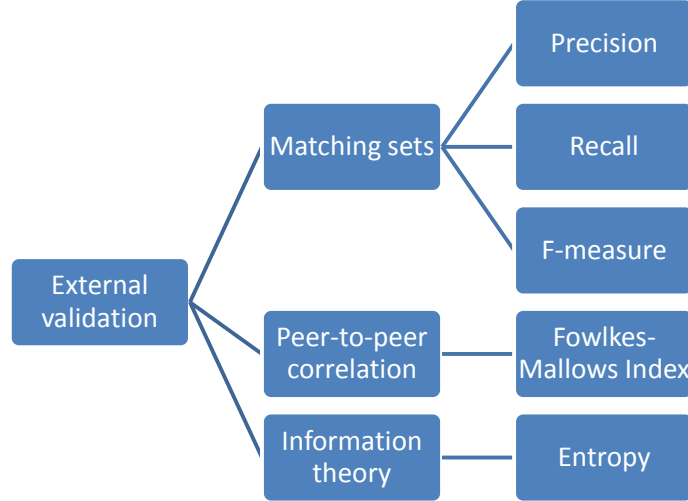 Precision
Matching sets
Recall
F-measure
External
validation
Peer-to-peer
correlation
Fowlkes-
Mallows Index
Information
theory
Entropy